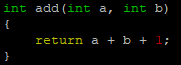 int add(int a, int b)
{
    return a + b + 1;
}